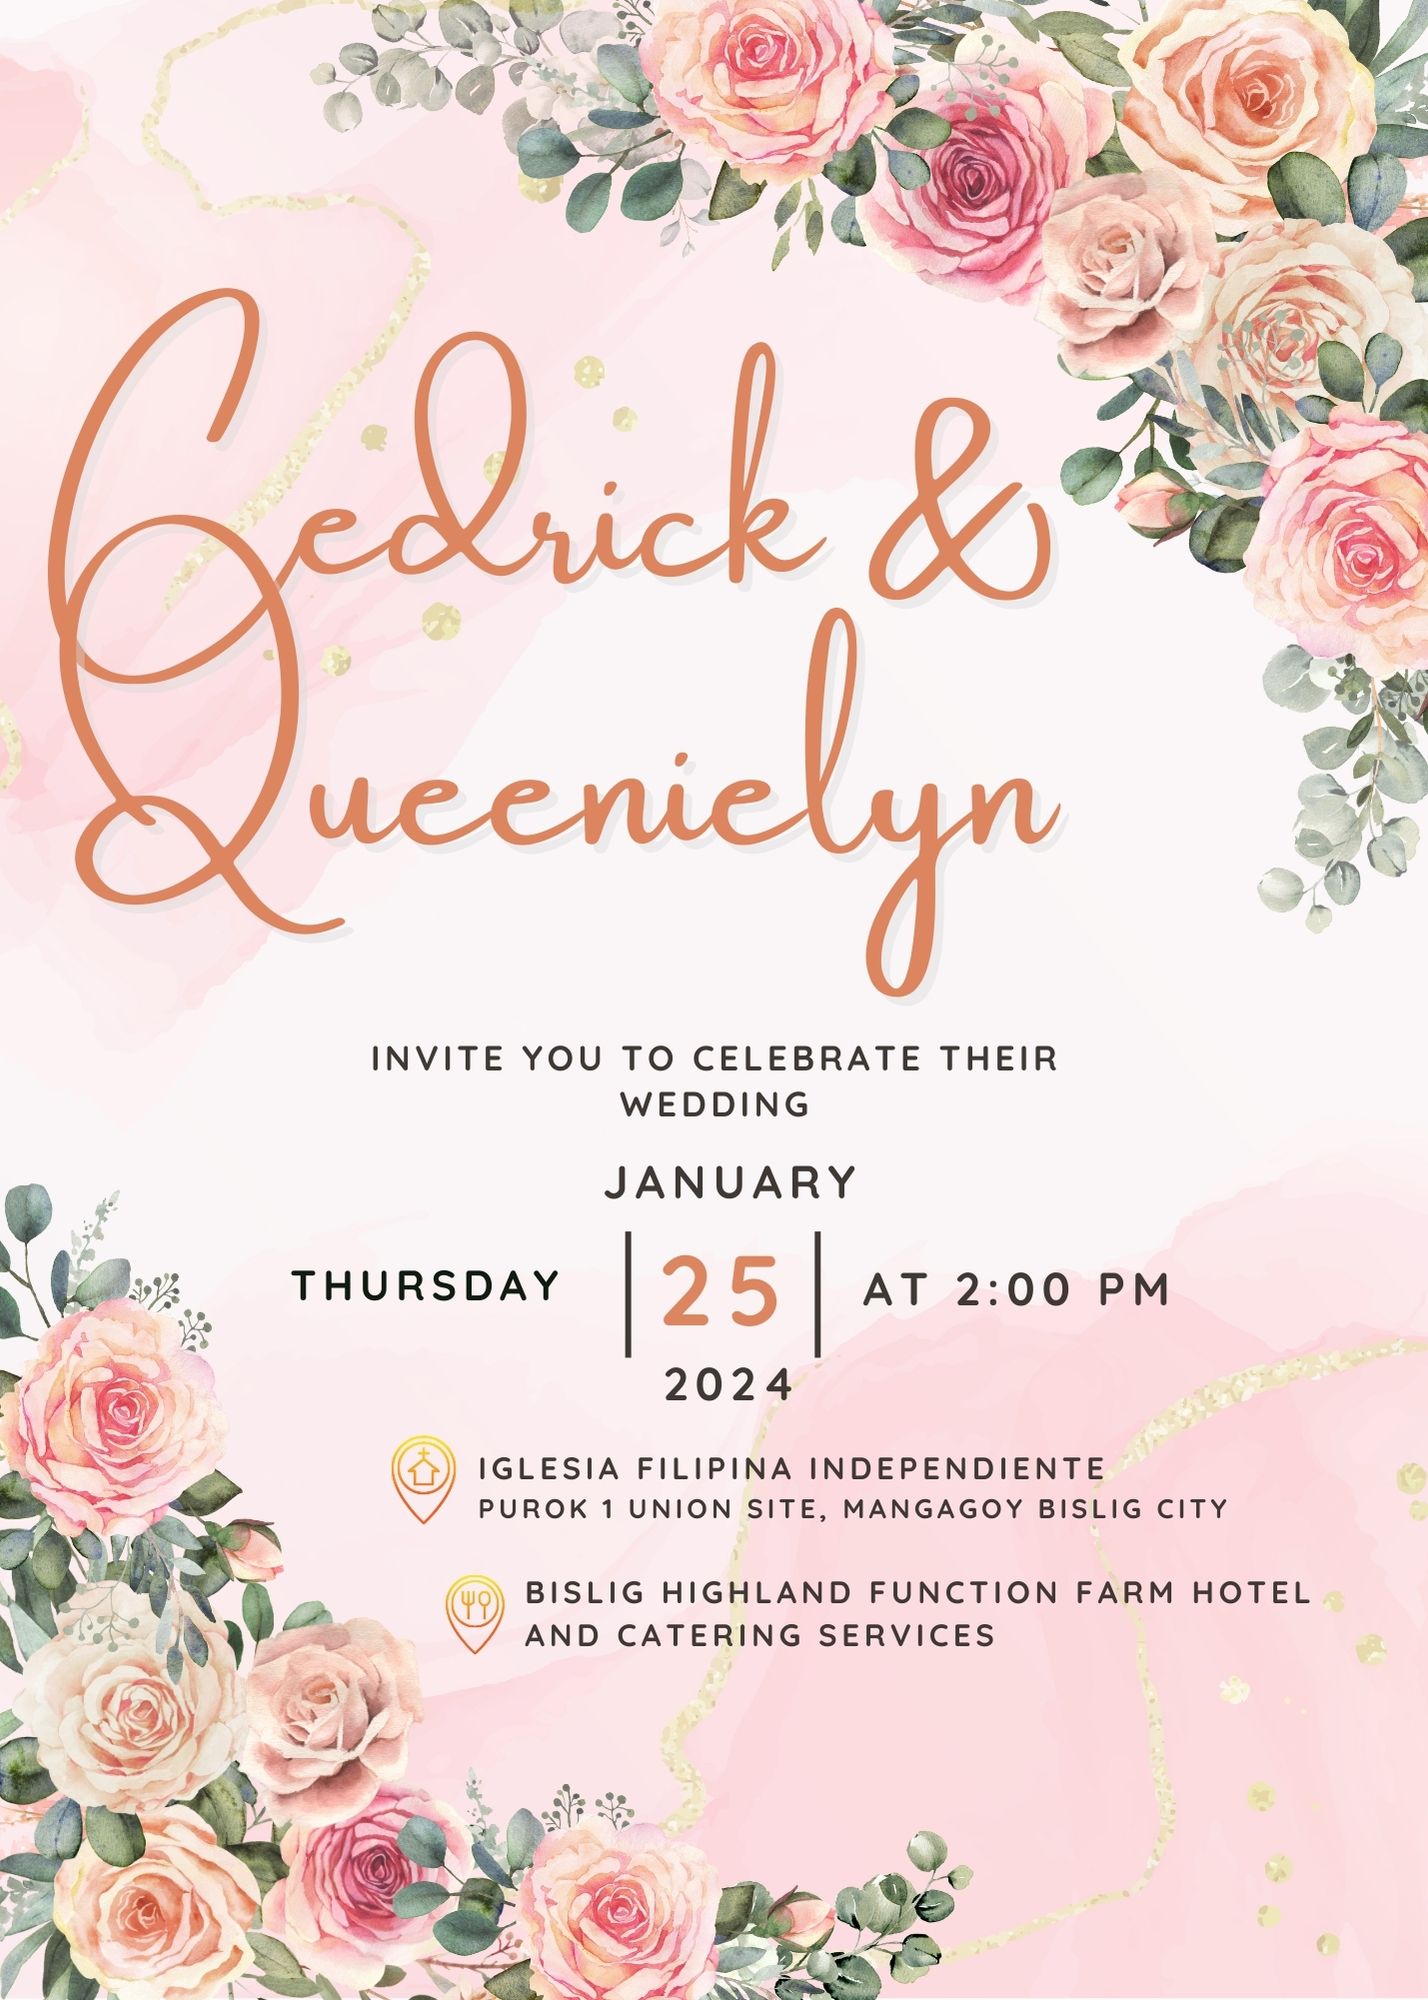 Cedrick &
Queenielyn
INVITE YOU TO CELEBRATE THEIR
WEDDING
JANUARY
THURSDAY
25
AT 2:00 PM
2024
IGLESIA FILIPINA INDEPENDIENTE
PUROK 1 UNION SITE, MANGAGOY BISLIG CITY
BISLIG HIGHLAND FUNCTION FARM HOTEL
AND CATERING SERVICES